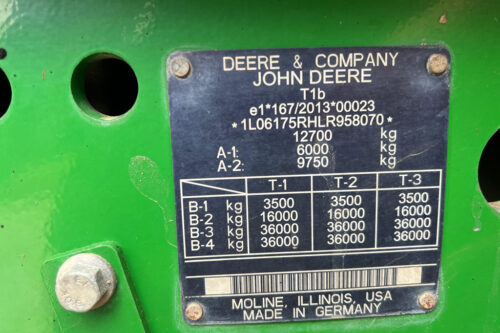 DEERE & COMPANY
JOHN DEERE
T1b
e1*167/2013*00023
*1L06175RHLR958070*
12700 kg
A-1: 6000 kg
A-2: 9750 kg
T-1 T-2 T-3
B-1 kg 3500 3500 3500
B-2 kg 16000 16000 16000
B-3 kg 36000 36000 36000
B-4 kg 36000 36000 36000
MOLINE, ILLINOIS, USA
MADE IN GERMANY